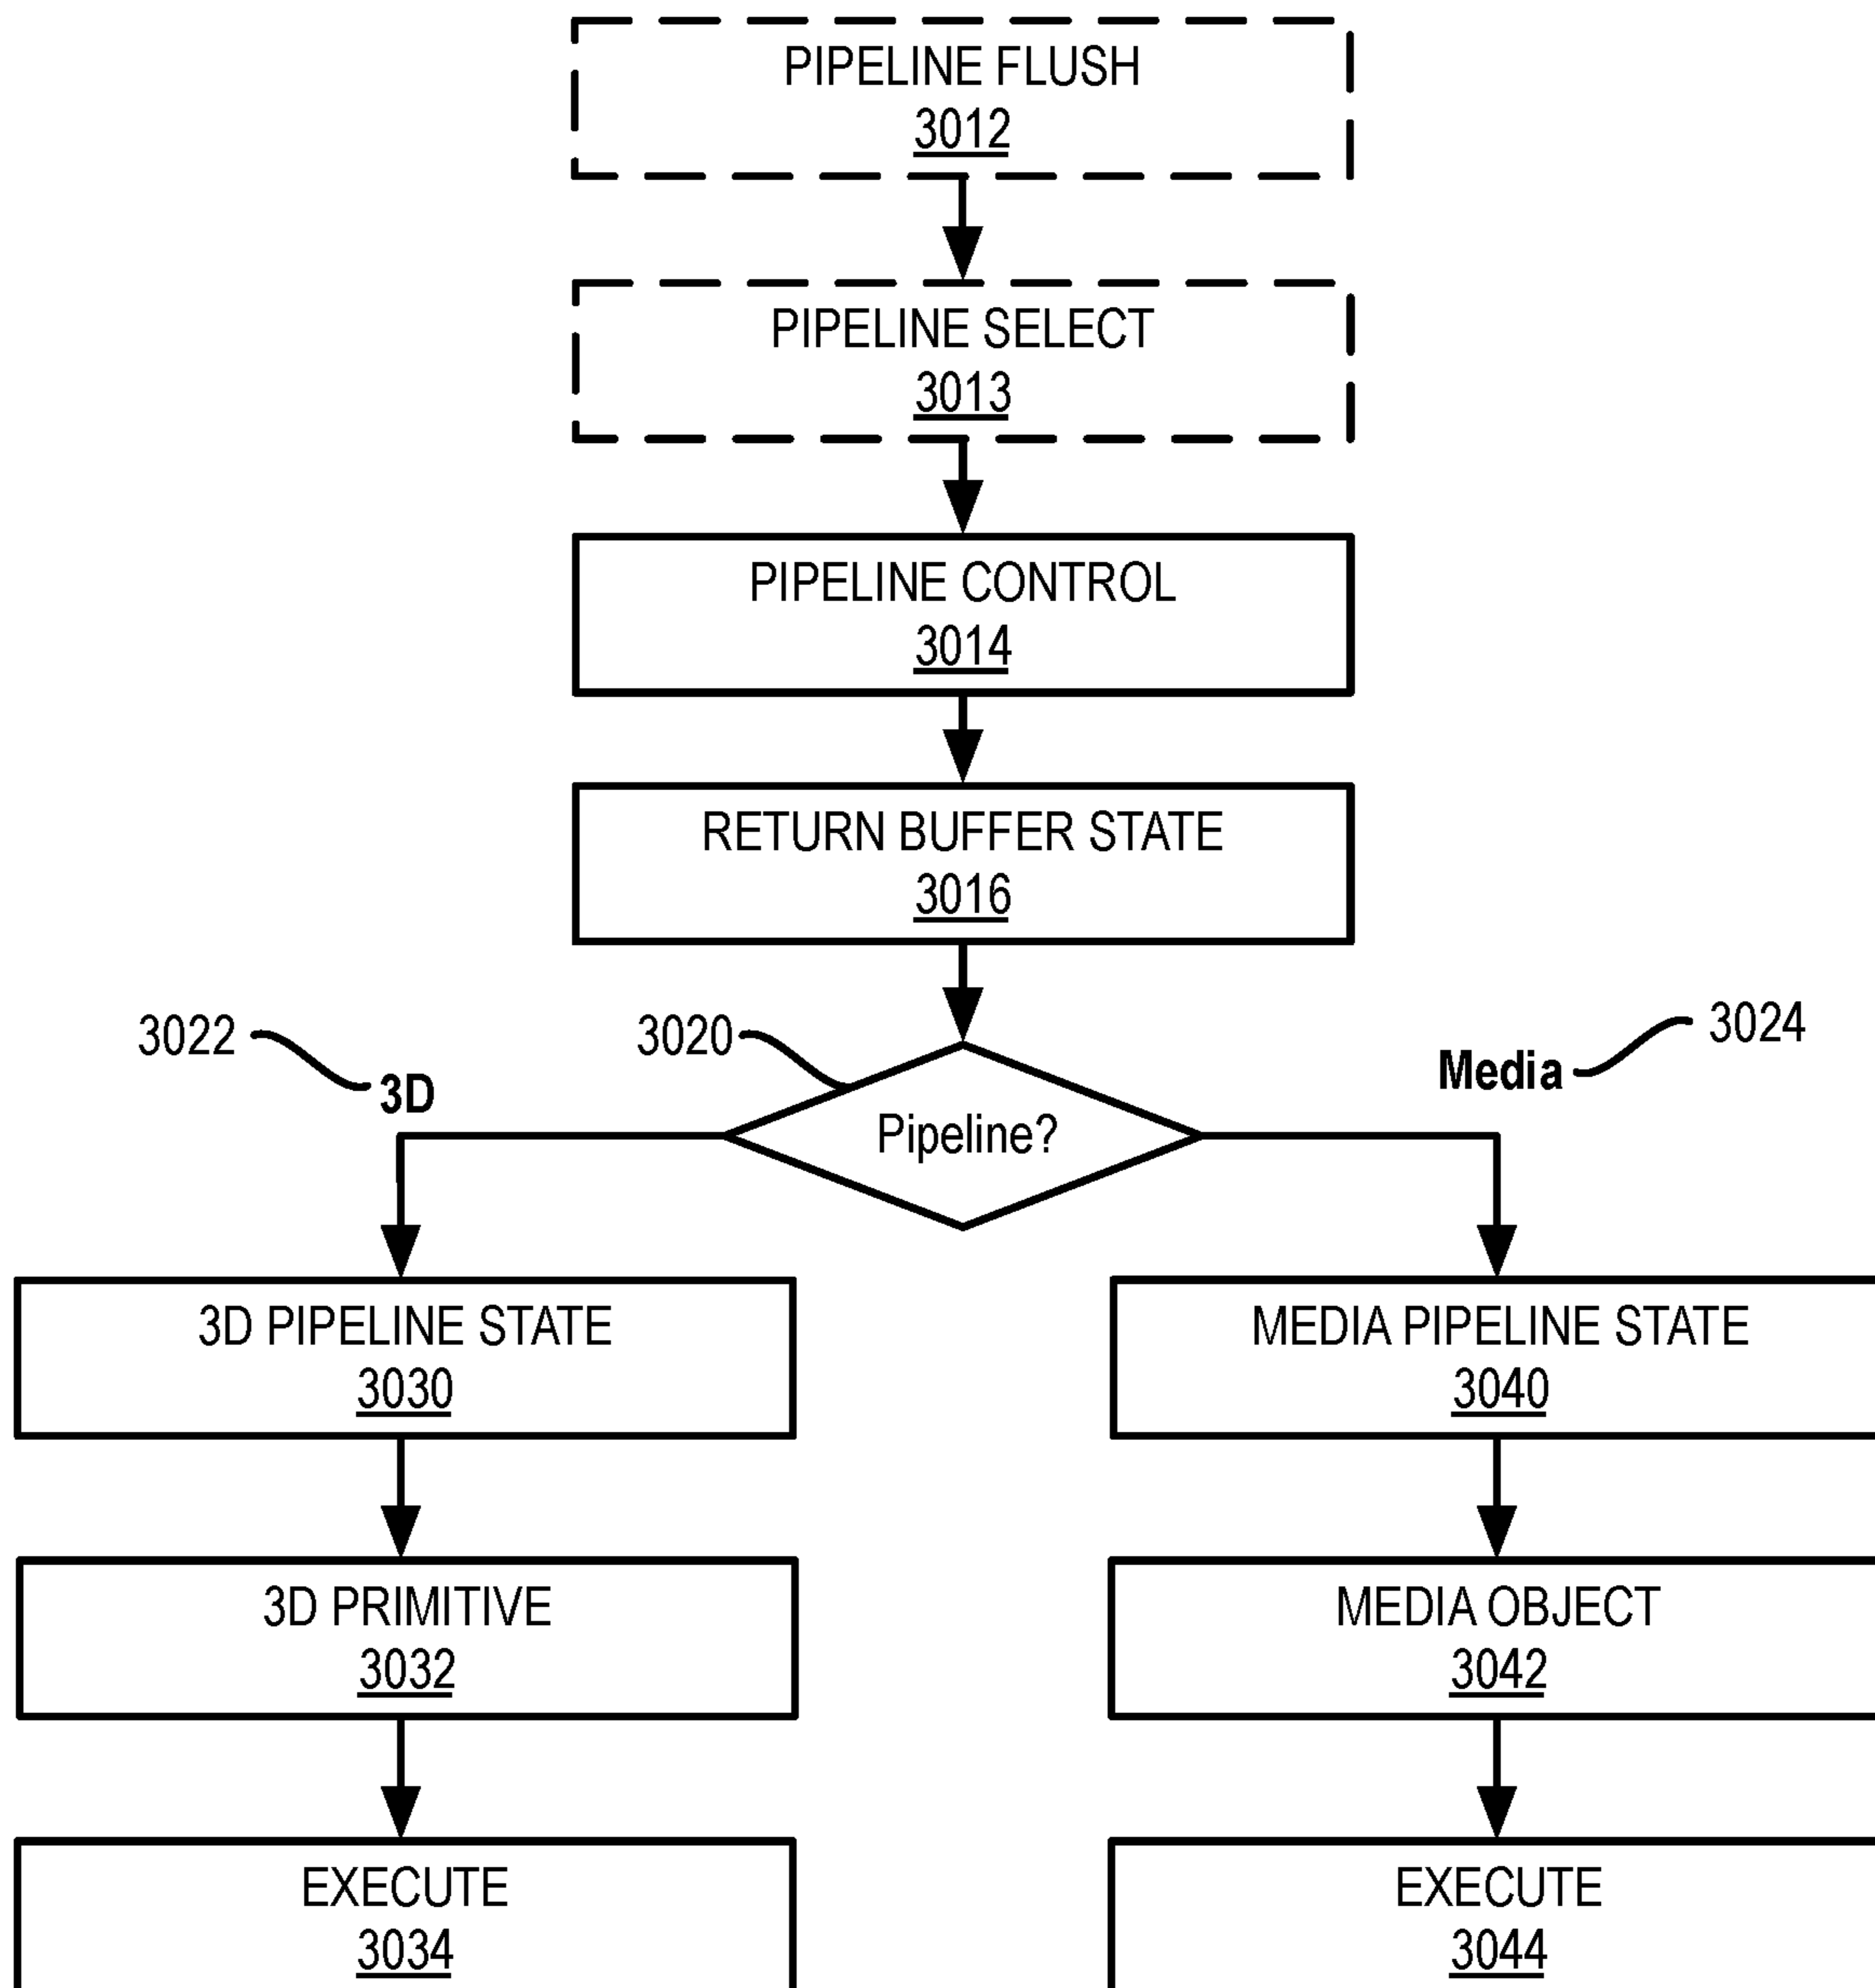 PIPELINE FLUSH
3012
PIPELINE SELECT
3013
PIPELINE CONTROL
3014
RETURN BUFFER STATE
3016
3022
3020
3024
3D
Media
Pipeline?
3D PIPELINE STATE
3030
MEDIA PIPELINE STATE
3040
3D PRIMITIVE
3032
MEDIA OBJECT
3042
EXECUTE
3034
EXECUTE
3044